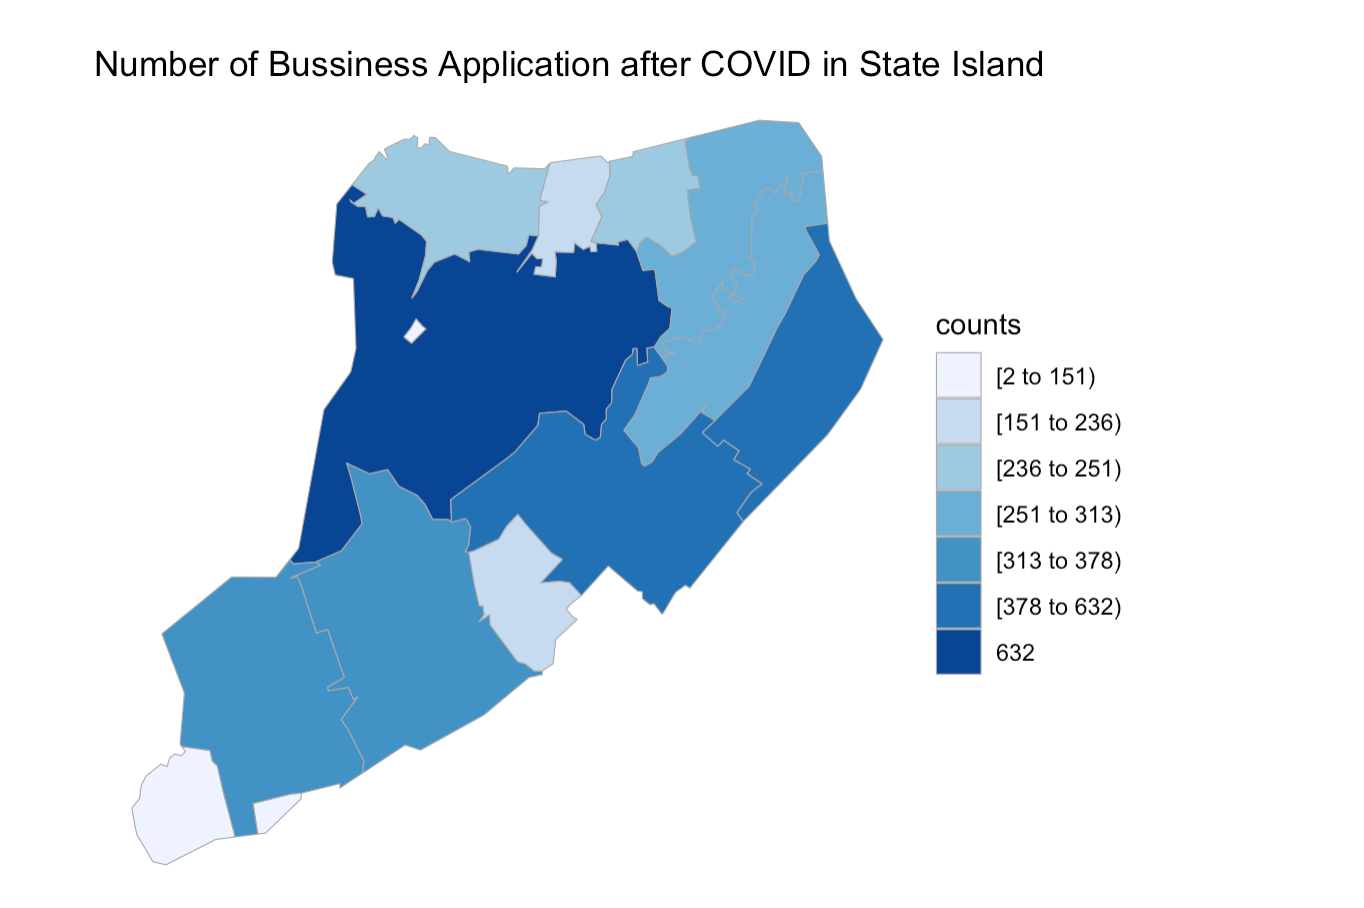 Number of Bussiness Application after COVID in State Island
counts
[2 to 151)
[151 to 236)
[236 to 251)
[251 to 313)
[313 to 378)
[378 to 632)
632